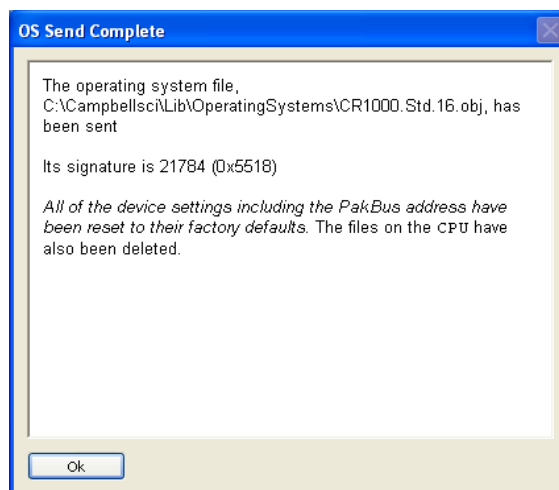 OS Send Complete
The operating system file,
C:\Campbellsci\Lib\OperatingSystems\CR1000.Std.16.obj, has
been sent
Its signature is 21784 (0x5518)
All of the device settings including the PakBus address have
been reset to their factory defaults. The files on the CPU have
also been deleted.
Ok